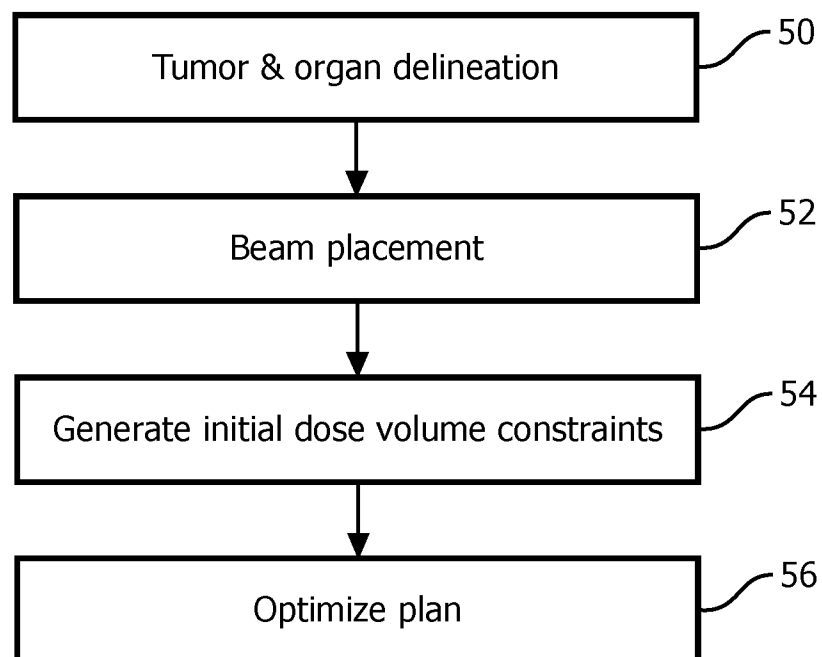 50
Tumor & organ delineation
52
Beam placement
54
Generate initial dose volume constraints
56
Optimize plan